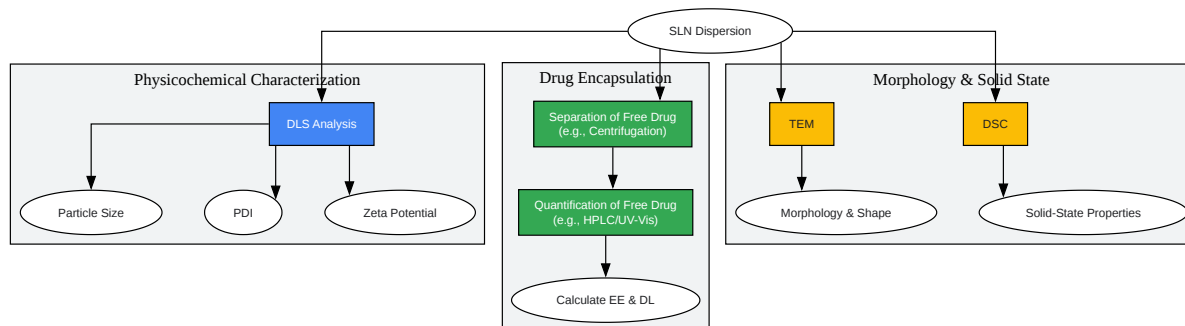 SLN Dispersion
Physicochemical Characterization
DLS Analysis
Particle Size
PDI
Zeta Potential
Drug Encapsulation
Separation of Free Drug
(e.g., Centrifugation)
Quantification of Free Drug
(e.g., HPLC/UV-Vis)
Calculate EE & DL
Morphology & Solid State
TEM
DSC
Morphology & Shape
Solid-State Properties